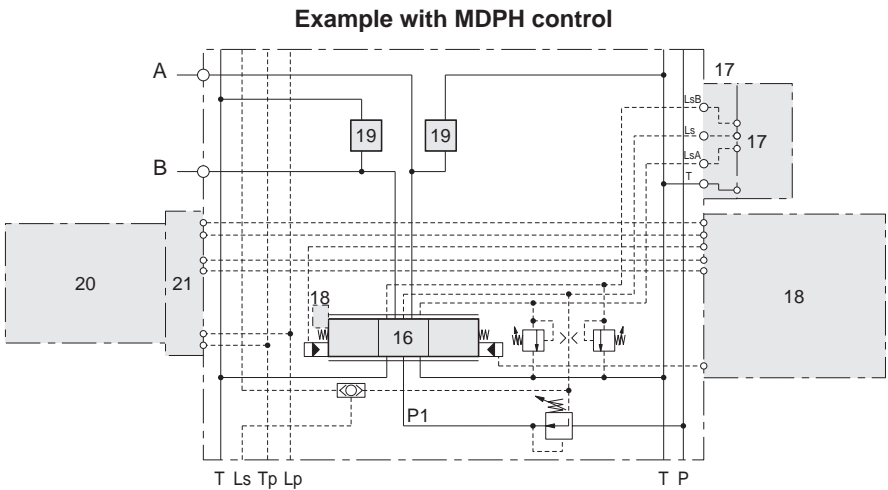 Example with MDPH control
A
17
LsB
19
19
Ls
17
LsA
B
T
20
21
18
18
16
P1
T Ls Tp Lp
T P